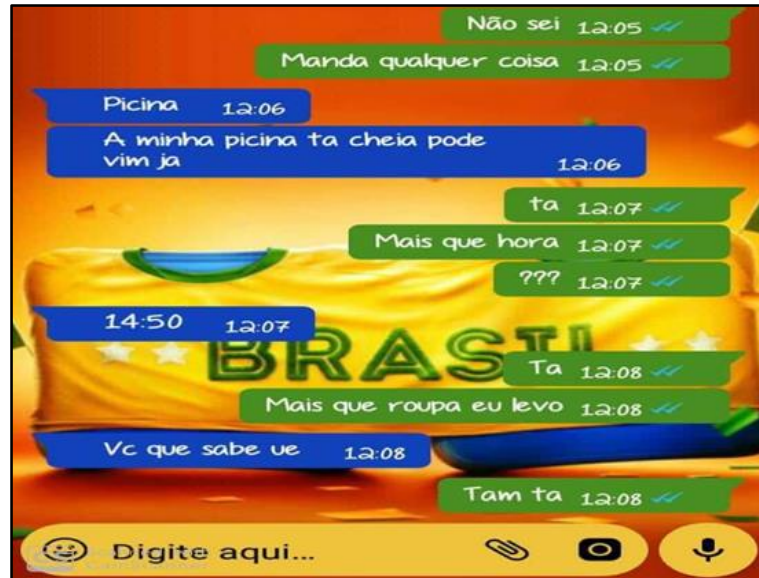 Não sei 12:05
Manda qualquer coisa 12:05
Picina 12:06
A minha picina ta cheia pode
vim ja 12:06
ta 12:07
Mais que hora 12:07
??? 12:07
14:50 12:07
BRASIL
Ta 12:08
Mais que roupa eu levo 12:08
Vc que sabe ue 12:08
Tam ta 12:08
Digite aqui...